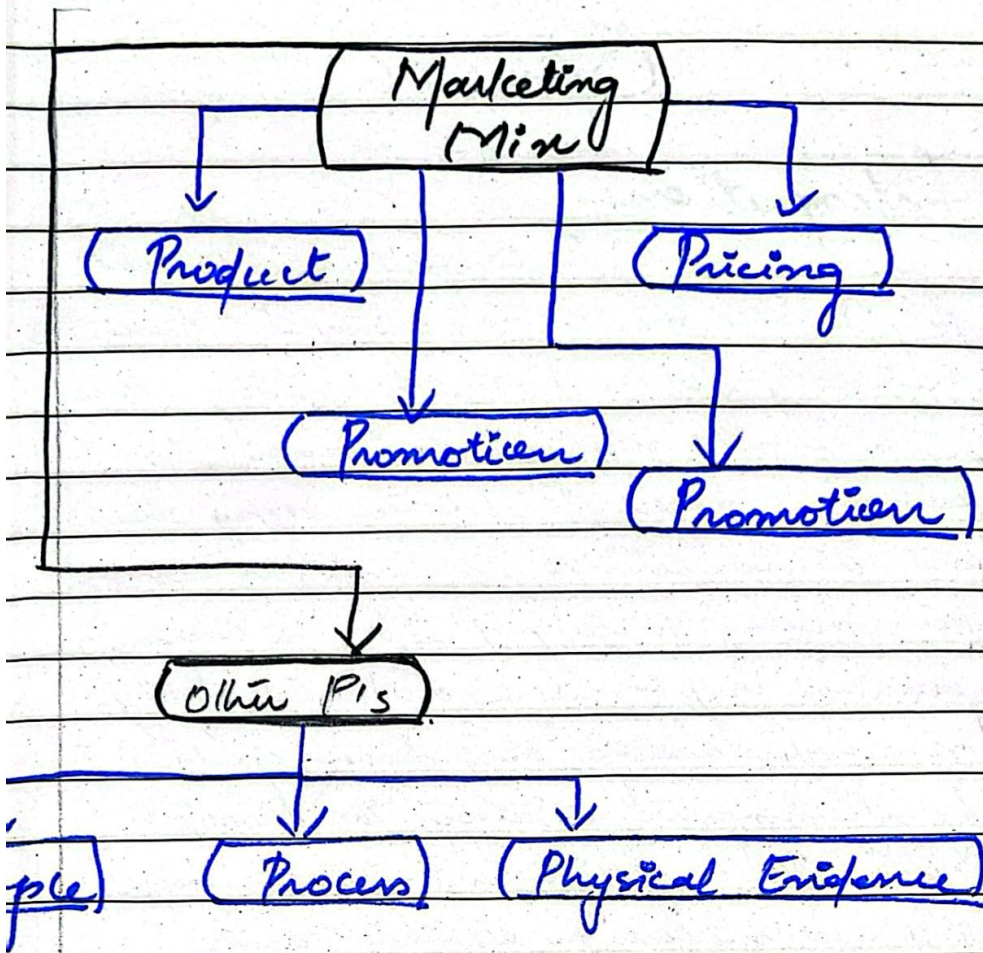 Marketing
Mix
Product
Pricing
Promotion
Promotion
Other P's
ple
Process
Physical Evidence